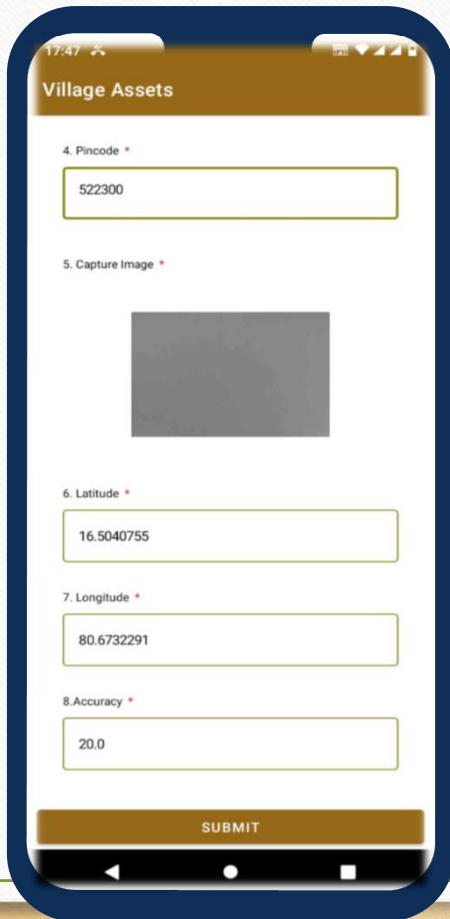 17:47
Village Assets
4. Pincode *
522300
5. Capture Image *
6. Latitude *
16.5040755
7. Longitude *
80.6732291
8.Accuracy *
20.0
SUBMIT